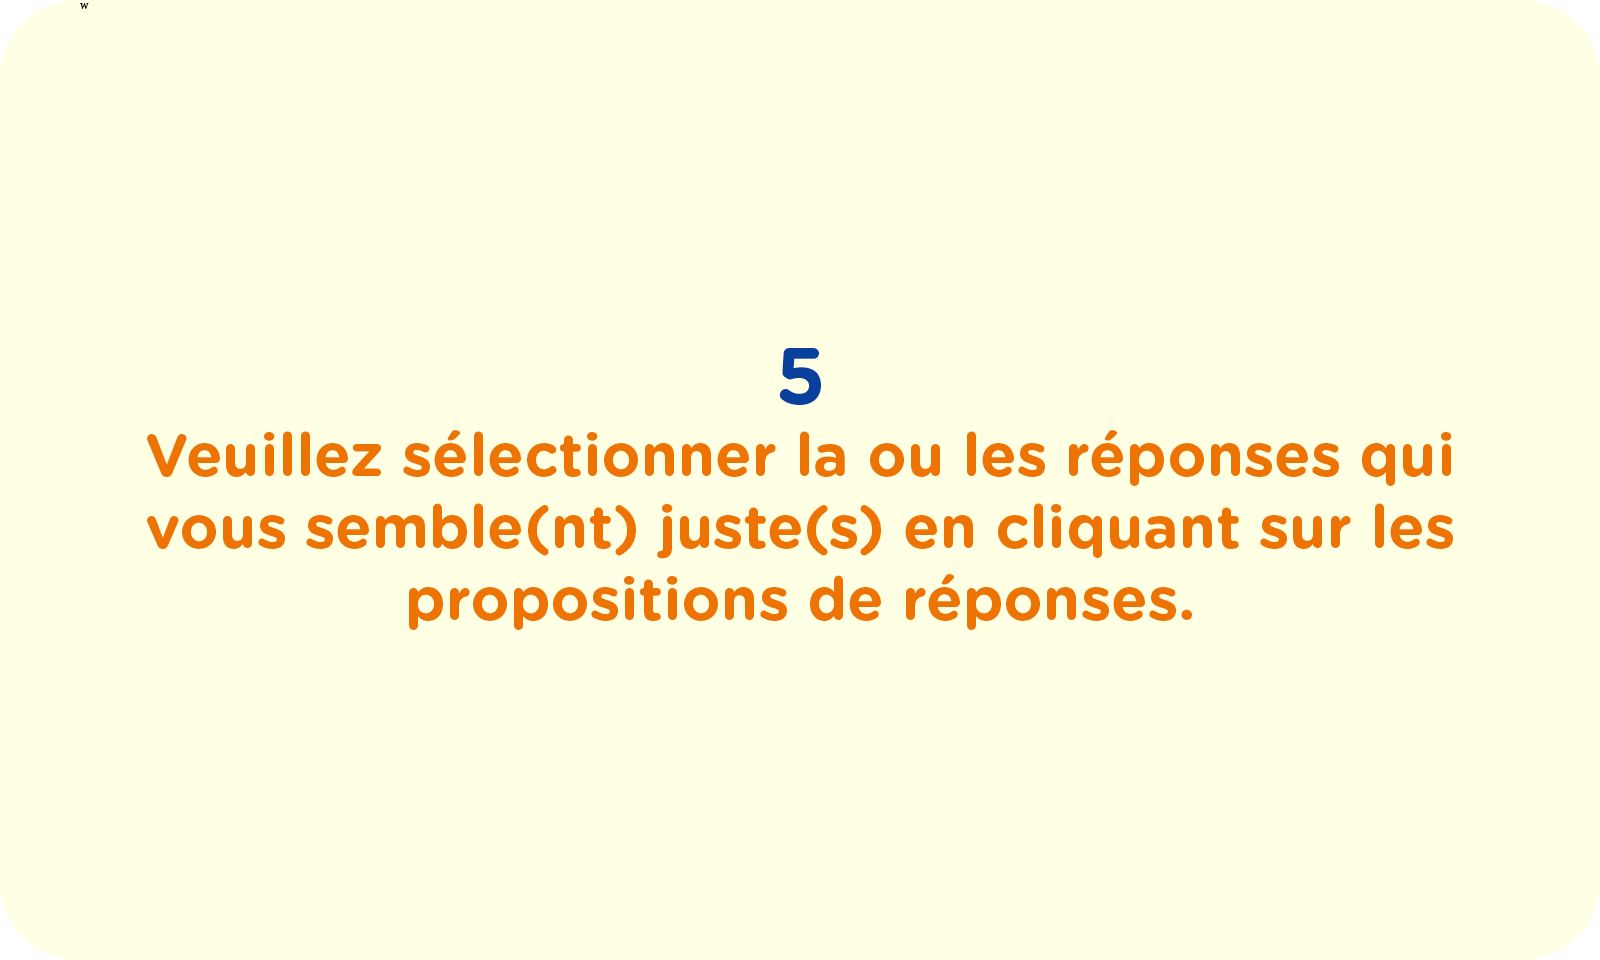 w
5
Veuillez sélectionner la ou les réponses qui
vous semble(nt) juste(s) en cliquant sur les
propositions de réponses.